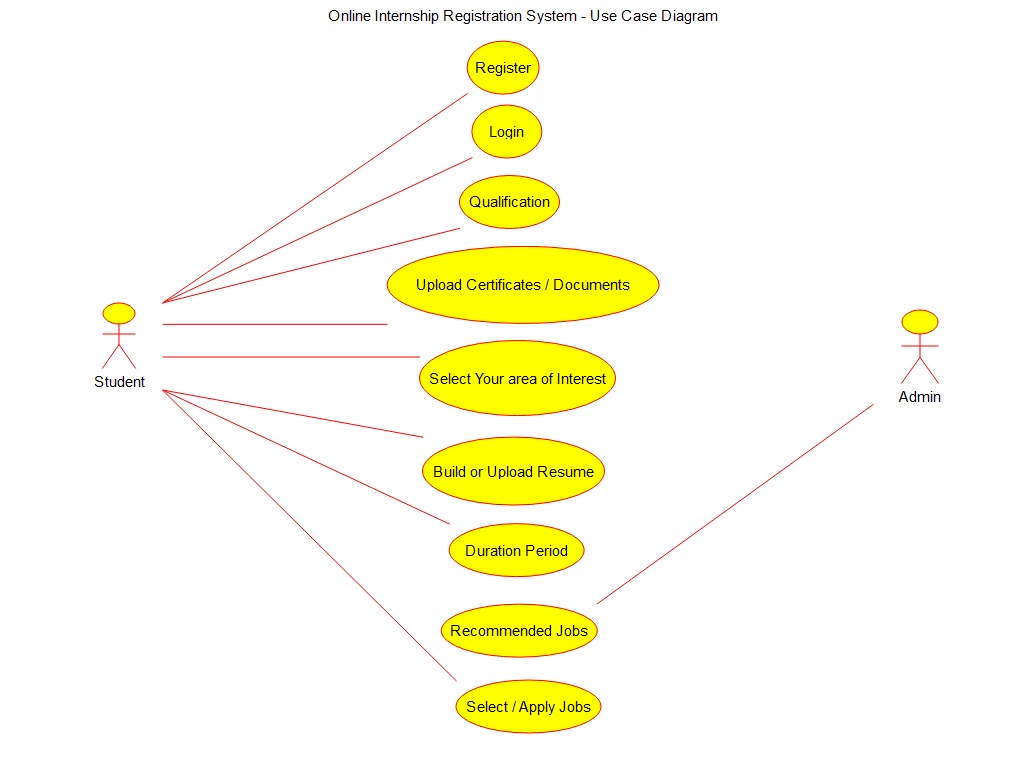 Online Internship Registration System - Use Case Diagram
Register
Login
Qualification
Upload Certificates / Documents
Select Your area of Interest
Student
Admin
Build or Upload Resume
Duration Period
Recommended Jobs
Select / Apply Jobs